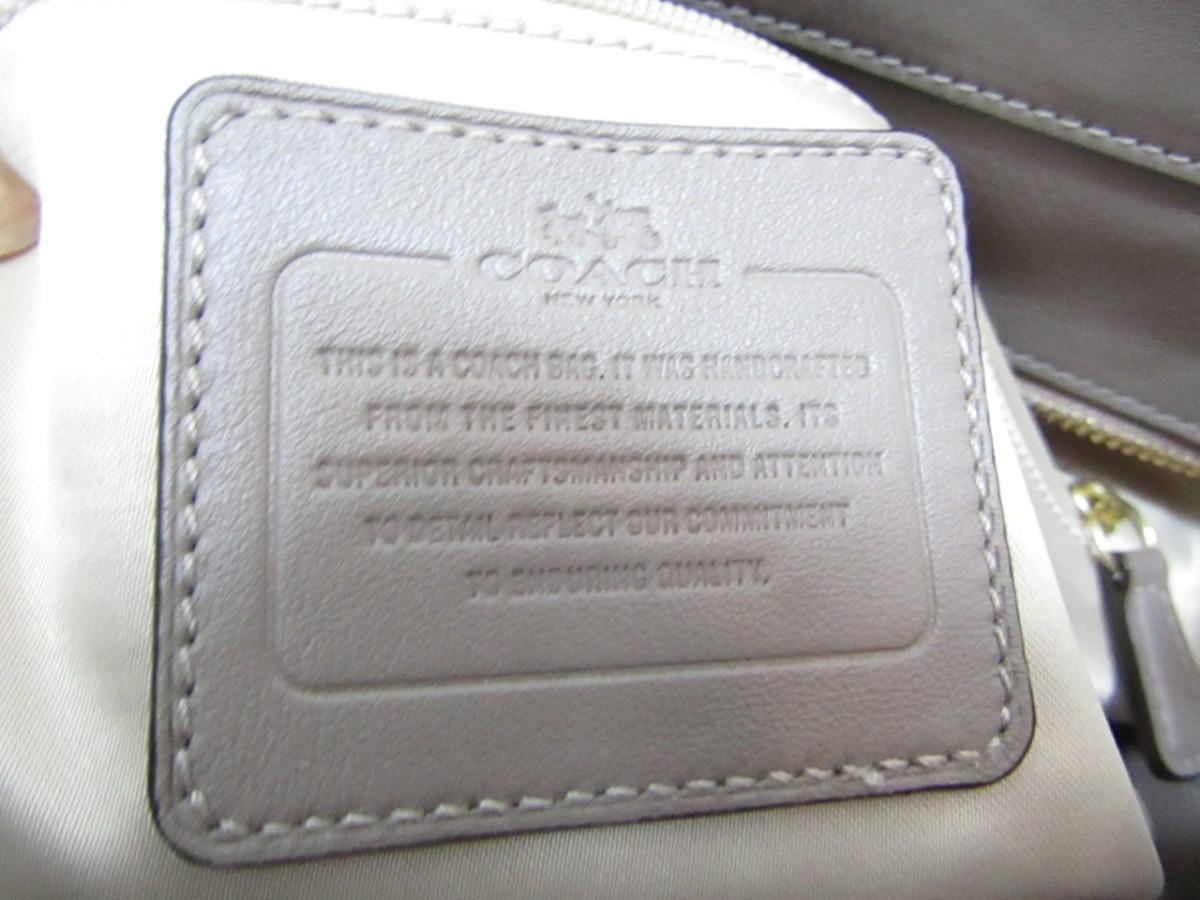 COACH
NEW YORK
THIS IS A COACH BAG. IT WAS HANDCRAFTED
FROM THE FINEST MATERIALS. ITS
SUPERIOR CRAFTSMANSHIP AND ATTENTION
TO DETAIL REFLECT OUR COMMITMENT
TO ENDURING QUALITY.